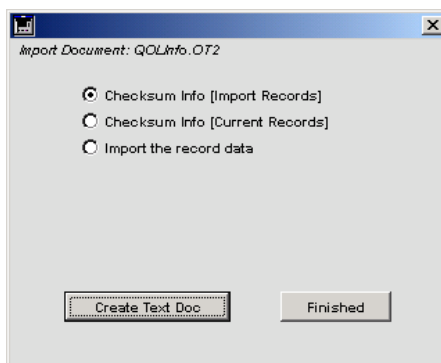 Import Document: QOLInfo.OT2
Checksum Info [Import Records]
Checksum Info [Current Records]
Import the record data
Create Text Doc
Finished